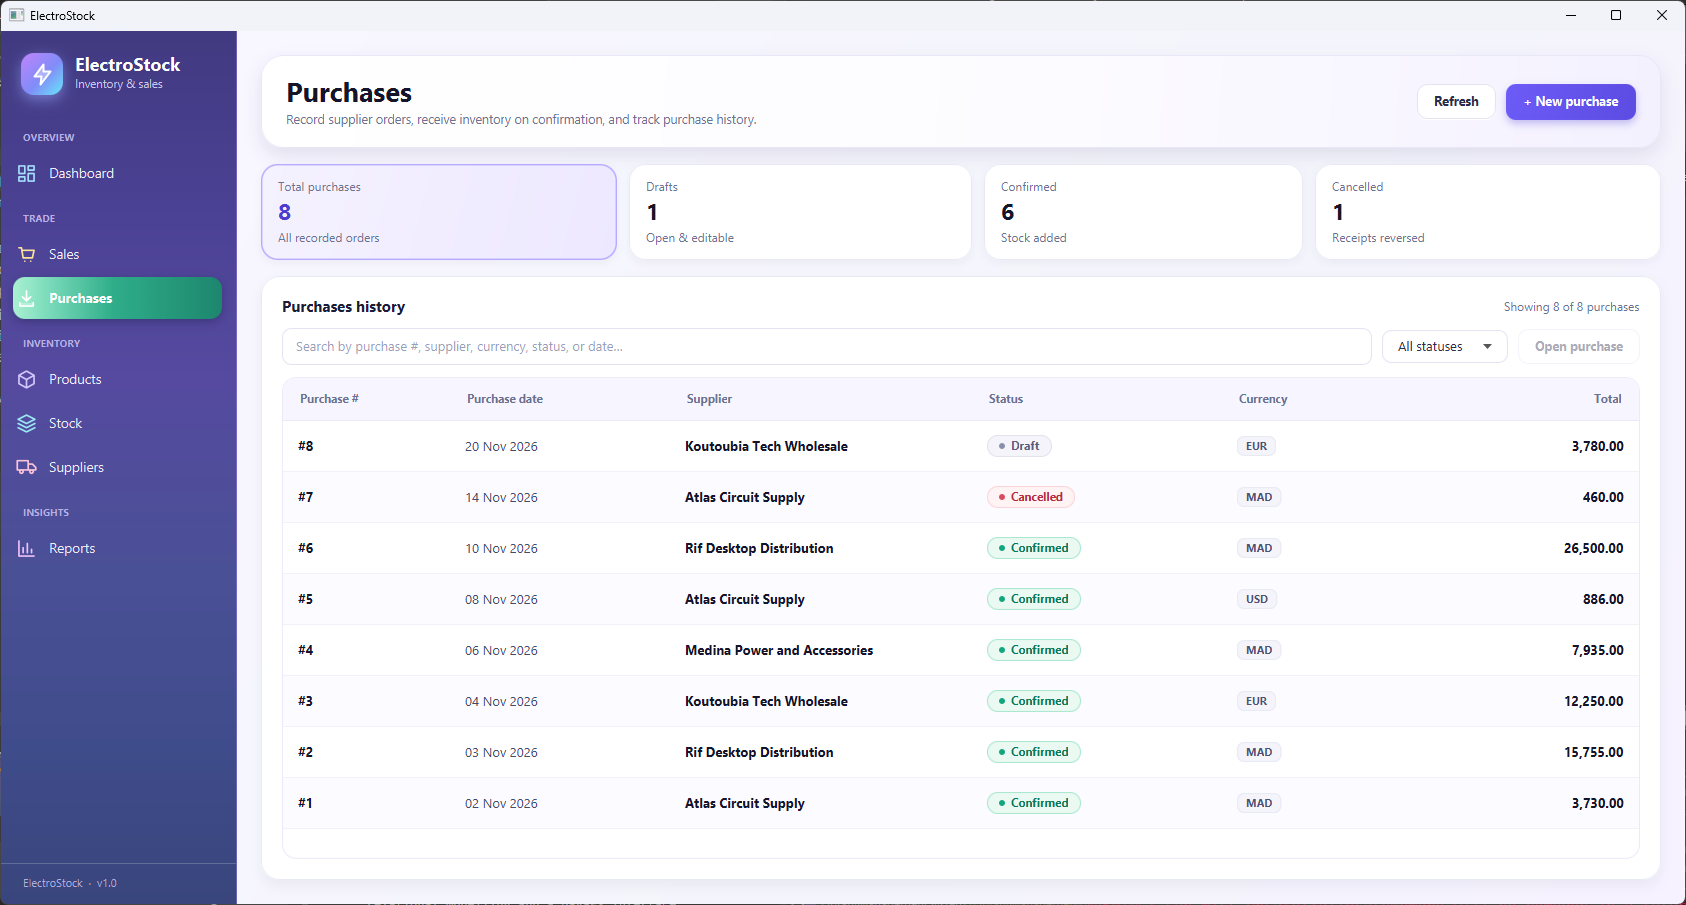 ElectroStock
ElectroStock
Inventory & sales
OVERVIEW
Dashboard
TRADE
Sales
Purchases
INVENTORY
Products
Stock
Suppliers
INSIGHTS
Reports
ElectroStock · v1.0
Purchases
Record supplier orders, receive inventory on confirmation, and track purchase history.
Refresh
+ New purchase
Total purchases
8
All recorded orders
Drafts
1
Open & editable
Confirmed
6
Stock added
Cancelled
1
Receipts reversed
Purchases history
Showing 8 of 8 purchases
Search by purchase #, supplier, currency, status, or date...
All statuses
Open purchase
Purchase # Purchase date Supplier Status Currency Total
#8 20 Nov 2026 Koutoubia Tech Wholesale Draft EUR 3,780.00
#7 14 Nov 2026 Atlas Circuit Supply Cancelled MAD 460.00
#6 10 Nov 2026 Rif Desktop Distribution Confirmed MAD 26,500.00
#5 08 Nov 2026 Atlas Circuit Supply Confirmed USD 886.00
#4 06 Nov 2026 Medina Power and Accessories Confirmed MAD 7,935.00
#3 04 Nov 2026 Koutoubia Tech Wholesale Confirmed EUR 12,250.00
#2 03 Nov 2026 Rif Desktop Distribution Confirmed MAD 15,755.00
#1 02 Nov 2026 Atlas Circuit Supply Confirmed MAD 3,730.00